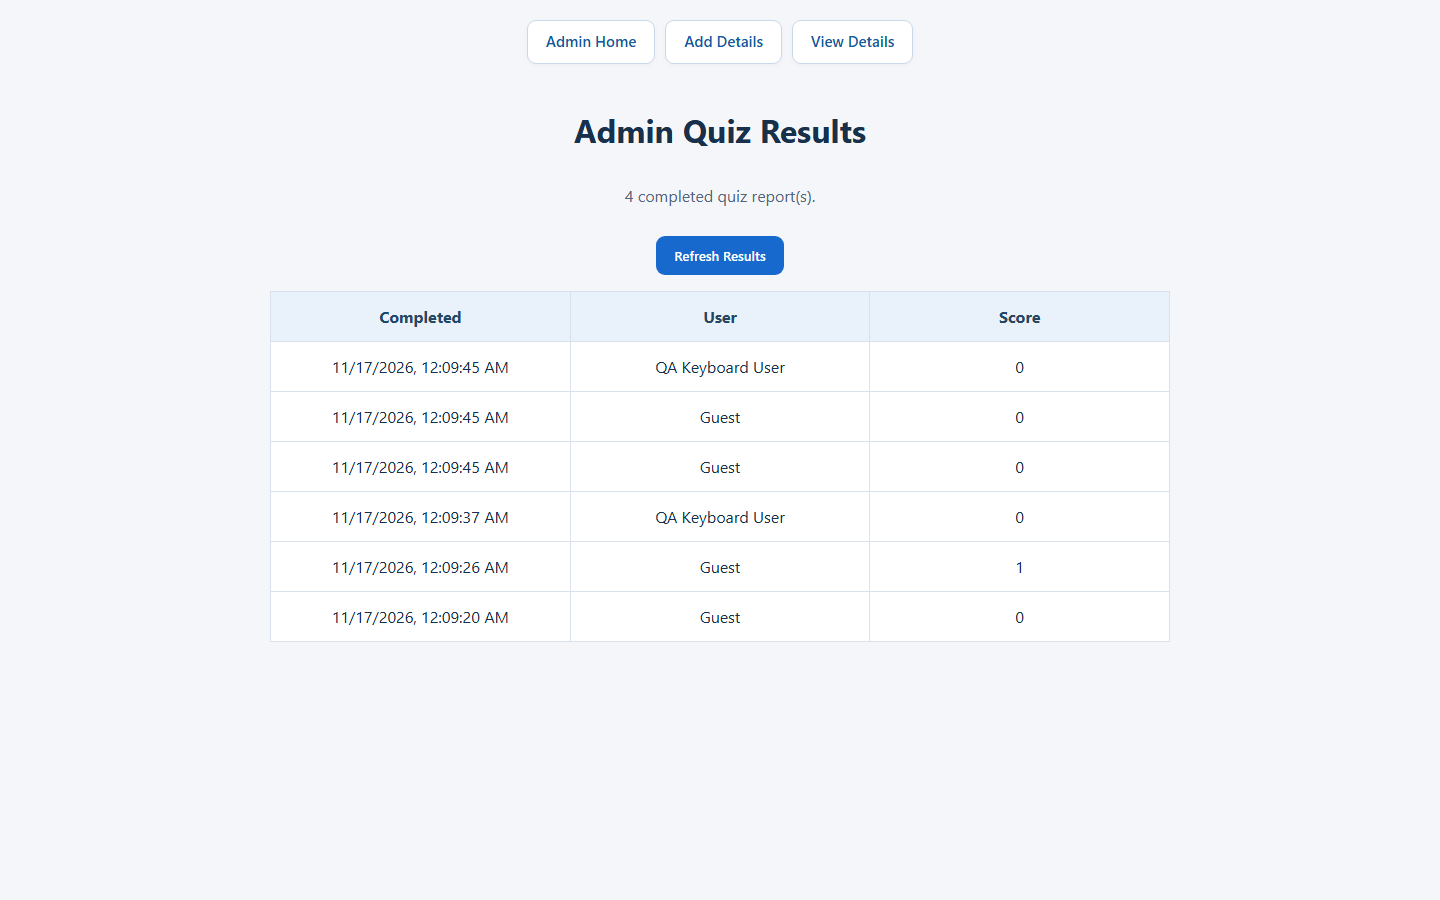 Admin Home Add Details View Details
Admin Quiz Results
4 completed quiz report(s).
Refresh Results
Completed User Score
11/17/2026, 12:09:45 AM QA Keyboard User 0
11/17/2026, 12:09:45 AM Guest 0
11/17/2026, 12:09:45 AM Guest 0
11/17/2026, 12:09:37 AM QA Keyboard User 0
11/17/2026, 12:09:26 AM Guest 1
11/17/2026, 12:09:20 AM Guest 0